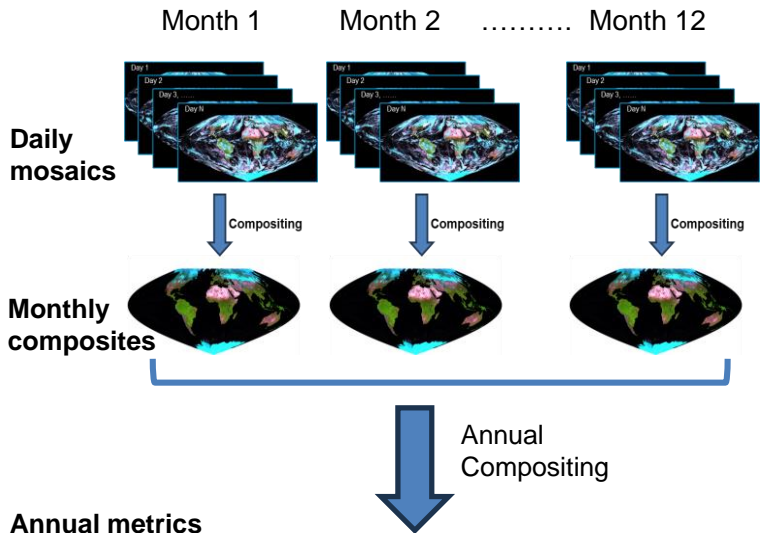 Month 1 Month 2 ………. Month 12
Day 1 Day 1 Day 1
Day 2 Day 2 Day 2
Day 3, ...... Day 3, ...... Day 3, ......
Day N Day N Day N
Daily
mosaics
Compositing Compositing Compositing
Monthly
composites
Annual
Compositing
Annual metrics